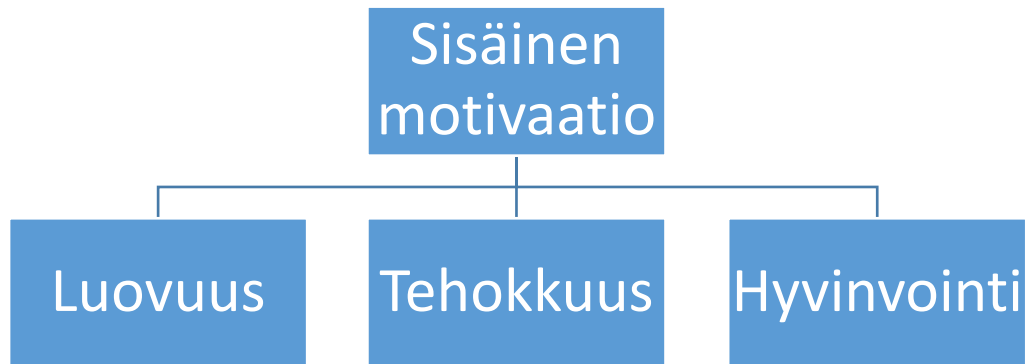 Sisäinen
motivaatio
Luovuus
Tehokkuus
Hyvinvointi